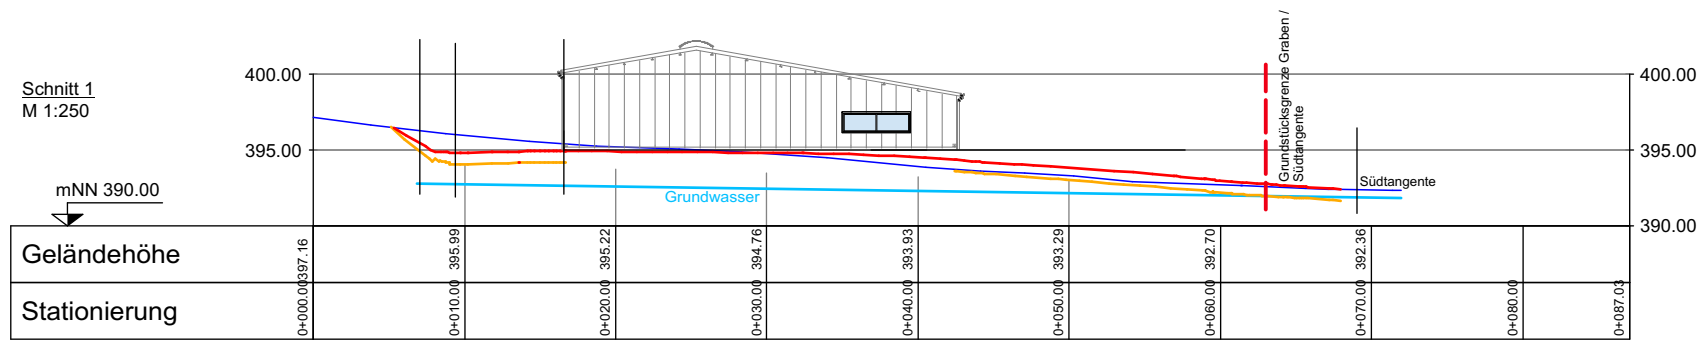 Schnitt 1
M 1:250
400.00
395.00
mNN 390.00
400.00
395.00
390.00
Grundstücksgrenze Graben /
Südtangente
Südtangente
Grundwasser
Geländehöhe
397.16
395.99
395.22
394.76
393.93
393.29
392.70
392.36
Stationierung
0+000.00
0+010.00
0+020.00
0+030.00
0+040.00
0+050.00
0+060.00
0+070.00
0+080.00
0+087.03